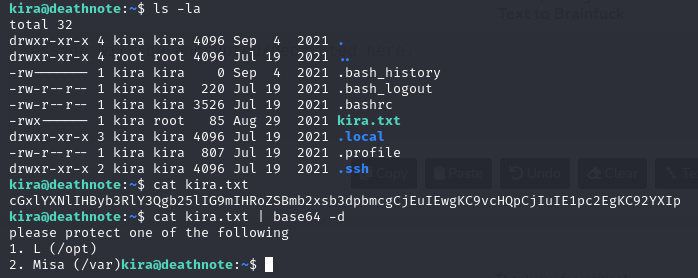 Text to Brainfuck
kira@deathnote:~$ ls -la
total 32
drwxr-xr-x 4 kira kira 4096 Sep  4  2021 .
drwxr-xr-x 4 root root 4096 Jul 19  2021 ..
-rw------- 1 kira kira    0 Sep  4  2021 .bash_history
-rw-r--r-- 1 kira kira  220 Jul 19  2021 .bash_logout
-rw-r--r-- 1 kira kira 3526 Jul 19  2021 .bashrc
-rwx------ 1 kira root   85 Aug 29  2021 kira.txt
drwxr-xr-x 3 kira kira 4096 Jul 19  2021 .local
-rw-r--r-- 1 kira kira  807 Jul 19  2021 .profile
drwxr-xr-x 2 kira kira 4096 Jul 19  2021 .ssh
Copy Paste Undo Clear
kira@deathnote:~$ cat kira.txt
cGxlYXNlIHByb3RlY3Qgb25lIG9mIHRoZSBmb2xsb3dpbmcgCjEuIEwgKC9vcHQpCjIuIE1pc2EgKC92YXIp
kira@deathnote:~$ cat kira.txt | base64 -d
please protect one of the following
1. L (/opt)
2. Misa (/var)kira@deathnote:~$